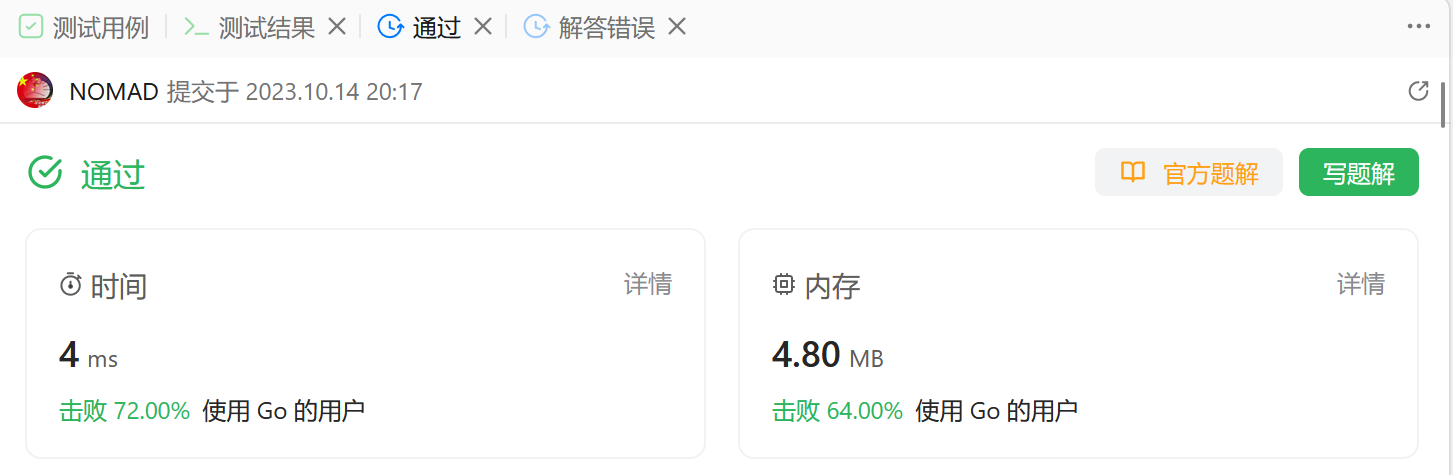 测试用例 测试结果 通过 解答错误
NOMAD 提交于 2023.10.14 20:17
通过 官方题解 写题解
时间 详情
4 ms
击败 72.00% 使用 Go 的用户
内存 详情
4.80 MB
击败 64.00% 使用 Go 的用户